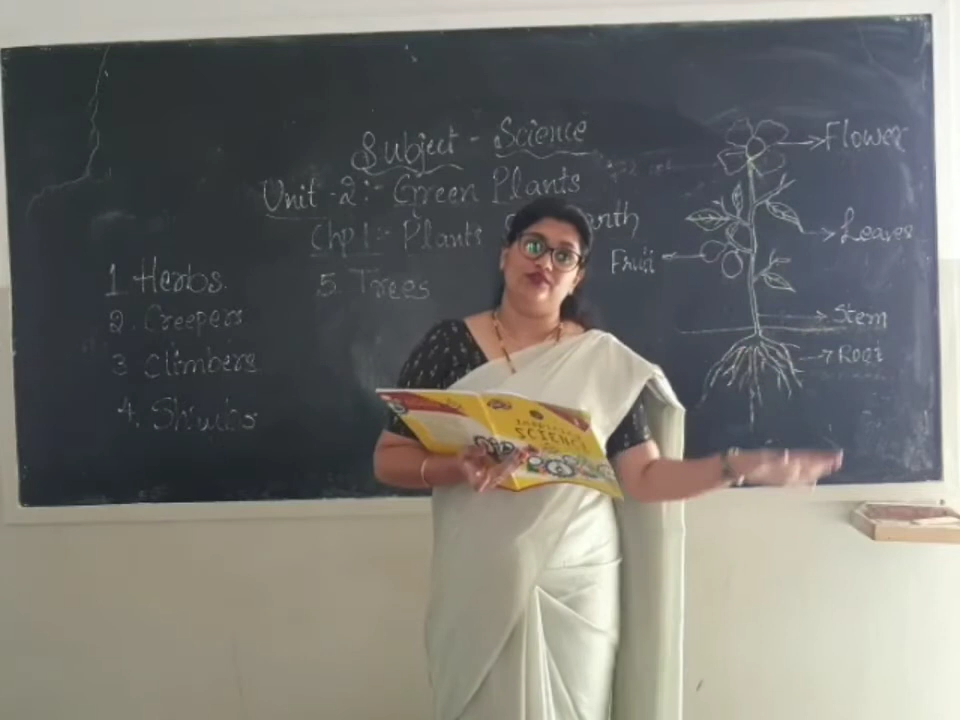 Subject - Science
Unit-2:- Green Plants
Chp 1:- Plants
1 Herbs.
2. Creepers
3 Climbers
4. Shrubs
5. Trees
Flower
Leaves
Fruit
Stem
Root
SCIENCE